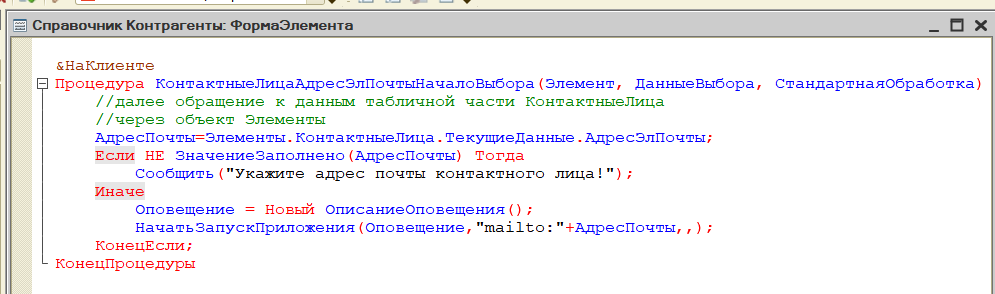 Справочник Контрагенты: ФормаЭлемента
&НаКлиенте
Процедура КонтактныеЛицаАдресЭлПочтыНачалоВыбора(Элемент, ДанныеВыбора, СтандартнаяОбработка)
//далее обращение к данным табличной части КонтактныеЛица
//через объект Элементы
АдресПочты=Элементы.КонтактныеЛица.ТекущиеДанные.АдресЭлПочты;
Если НЕ ЗначениеЗаполнено(АдресПочты) Тогда
Сообщить("Укажите адрес почты контактного лица!");
Иначе
Оповещение = Новый ОписаниеОповещения();
НачатьЗапускПриложения(Оповещение,"mailto:"+АдресПочты,,);
КонецЕсли;
КонецПроцедуры